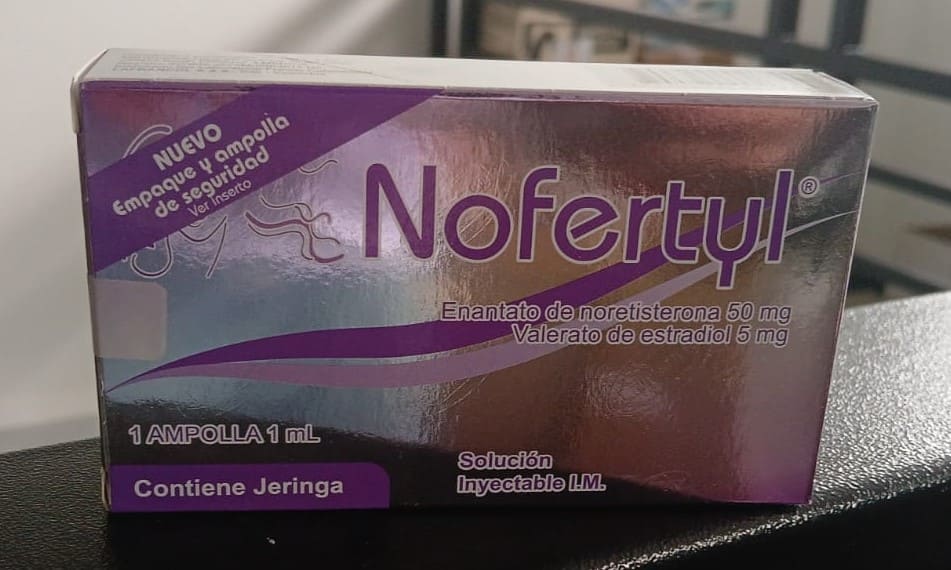 NUEVO
Empaque y ampolla
de seguridad
Ver Inserto
Nofertyl®
Enantato de noretisterona 50 mg
Valerato de estradiol 5 mg
1 AMPOLLA 1 mL
Solución
Inyectable I.M.
Contiene Jeringa